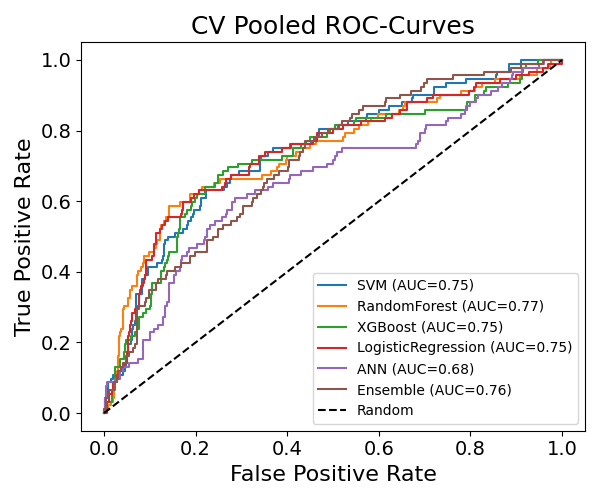 CV Pooled ROC-Curves
True Positive Rate
1.0
0.8
0.6
0.4
0.2
0.0
SVM (AUC=0.75)
RandomForest (AUC=0.77)
XGBoost (AUC=0.75)
LogisticRegression (AUC=0.75)
ANN (AUC=0.68)
Ensemble (AUC=0.76)
Random
0.0 0.2 0.4 0.6 0.8 1.0
False Positive Rate